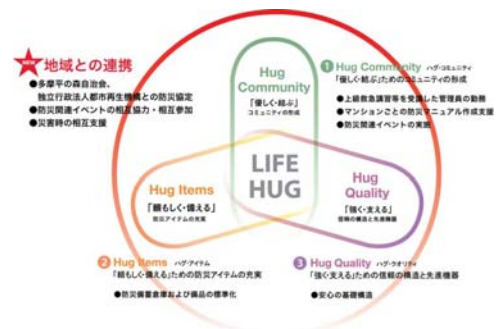 NEW
地域との連携
●多摩平の森自治会、
独立行政法人都市再生機構との防災協定
●防災関連イベントの相互協力・相互参加
●災害時の相互支援
Hug
Community
「優しく・結ぶ」
コミュニティの形成
1 Hug Community ハグ・コミュニティ
「優しく・結ぶ」ためのコミュニティの形成
●上級救急講習等を受講した管理員の勤務
●マンションごとの防災マニュアル作成支援
●防災関連イベントの実施
LIFE
HUG
Hug Items
「頼もしく・備える」
防災アイテムの充実
Hug
Quality
「強く・支える」
信頼の構造と先進機器
2 Hug Items ハグ・アイテム
「頼もしく・備える」ための防災アイテムの充実
●防災備蓄倉庫および備品の標準化
3 Hug Quality ハグ・クオリティ
「強く・支える」ための信頼の構造と先進機器
●安心の基礎構造